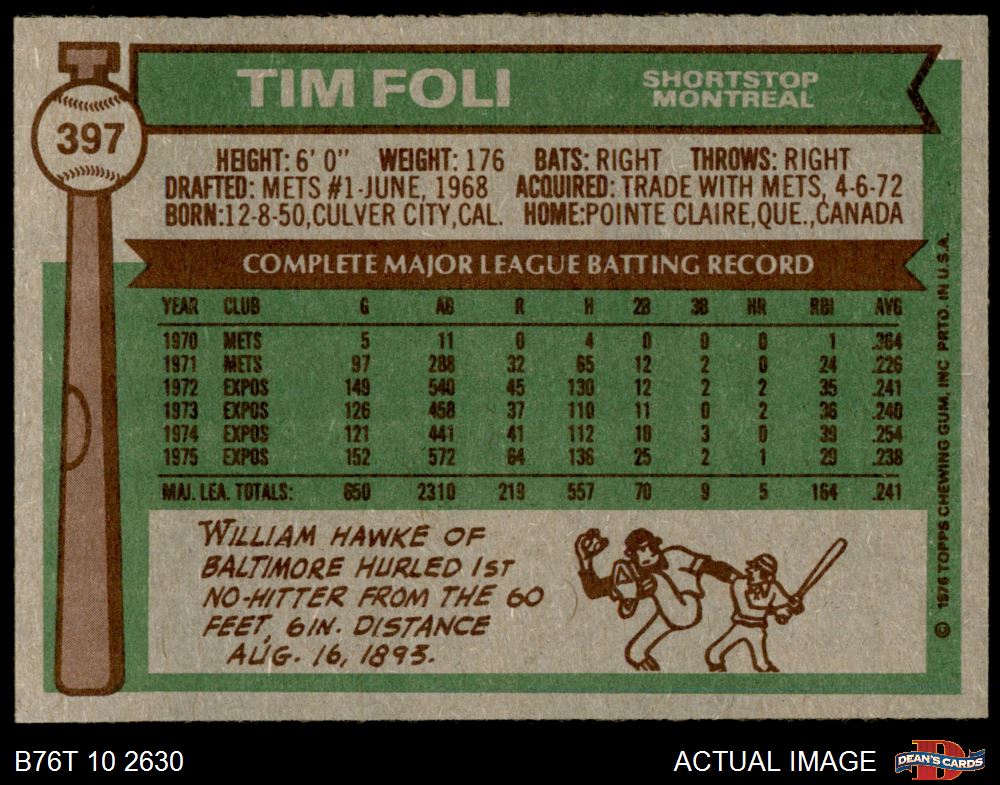 TIM FOLI
SHORTSTOP
MONTREAL
397
HEIGHT: 6' 0" WEIGHT: 176 BATS: RIGHT THROWS: RIGHT
DRAFTED: METS #1-JUNE, 1968 ACQUIRED: TRADE WITH METS, 4-6-72
BORN:12-8-50,CULVER CITY,CAL. HOME:POINTE CLAIRE,QUE.,CANADA
COMPLETE MAJOR LEAGUE BATTING RECORD
YEAR CLUB G AB R H 2B 3B HR RBI AVG
1970 METS 5 11 0 4 0 0 0 1 .364
1971 METS 97 288 32 65 12 2 0 24 .226
1972 EXPOS 149 540 45 130 12 2 2 35 .241
1973 EXPOS 126 458 37 110 11 0 2 36 .240
1974 EXPOS 121 441 41 112 10 3 0 39 .254
1975 EXPOS 152 572 64 136 25 2 1 29 .238
MAJ. LEA. TOTALS: 650 2310 219 557 70 9 5 164 .241
WILLIAM HAWKE OF
BALTIMORE HURLED 1ST
NO-HITTER FROM THE 60
FEET, 6IN. DISTANCE
AUG. 16, 1893.
© 1976 TOPPS CHEWING GUM, INC PRTD. IN U.S.A.
B76T 10 2630
ACTUAL IMAGE
DEAN'S CARDS